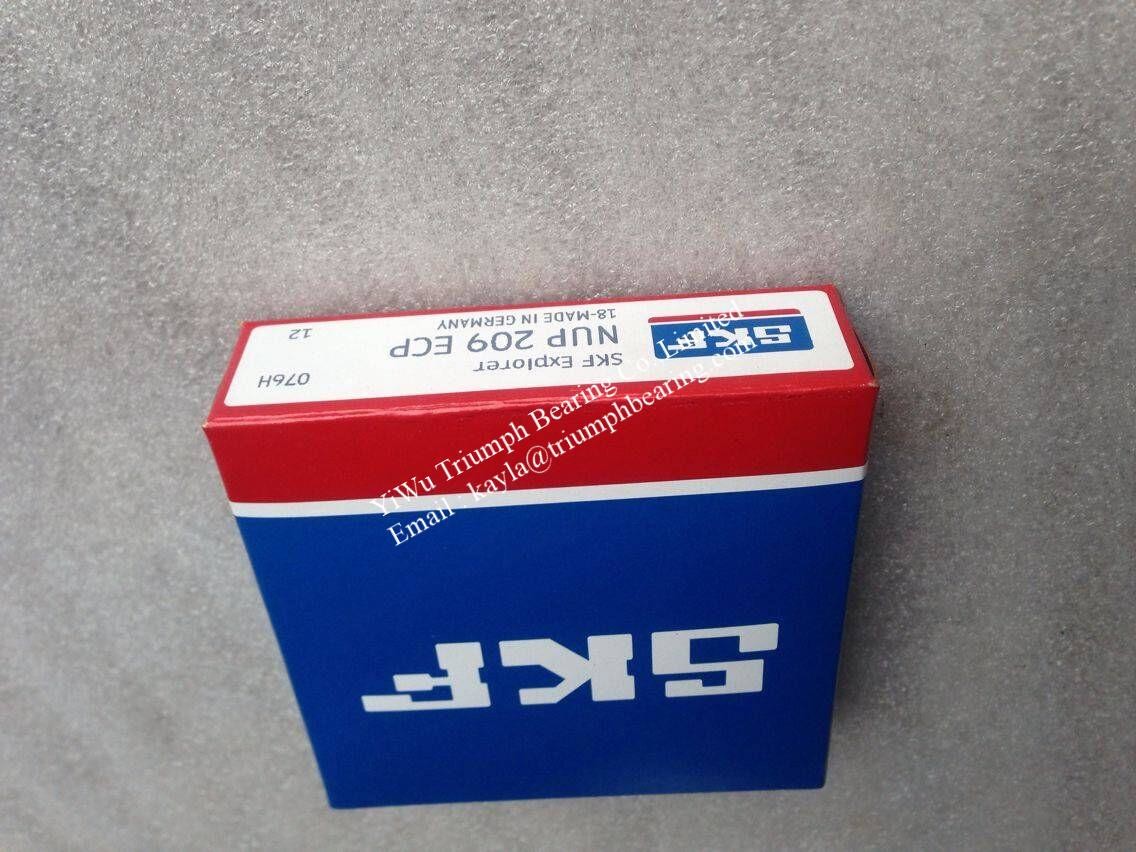 SKF
SKF Explorer
NUP 209 ECP
18-MADE IN GERMANY
076H
12
SKF
YiWu Triumph Bearing Co.,Limited
Email : kayla@triumphbearing.com